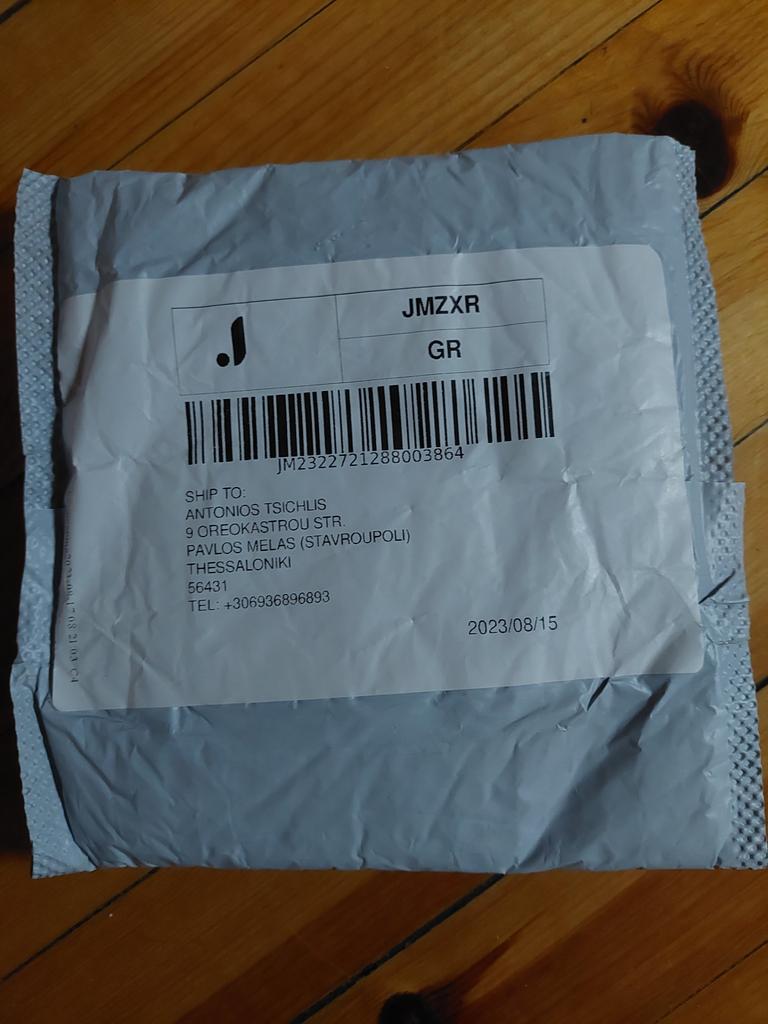 JMZXR
GR
JM2322721288003864
SHIP TO:
ANTONIOS TSICHLIS
9 OREOKASTROU STR.
PAVLOS MELAS (STAVROUPOLI)
THESSALONIKI
56431
TEL: +306936896893
2023/08/15